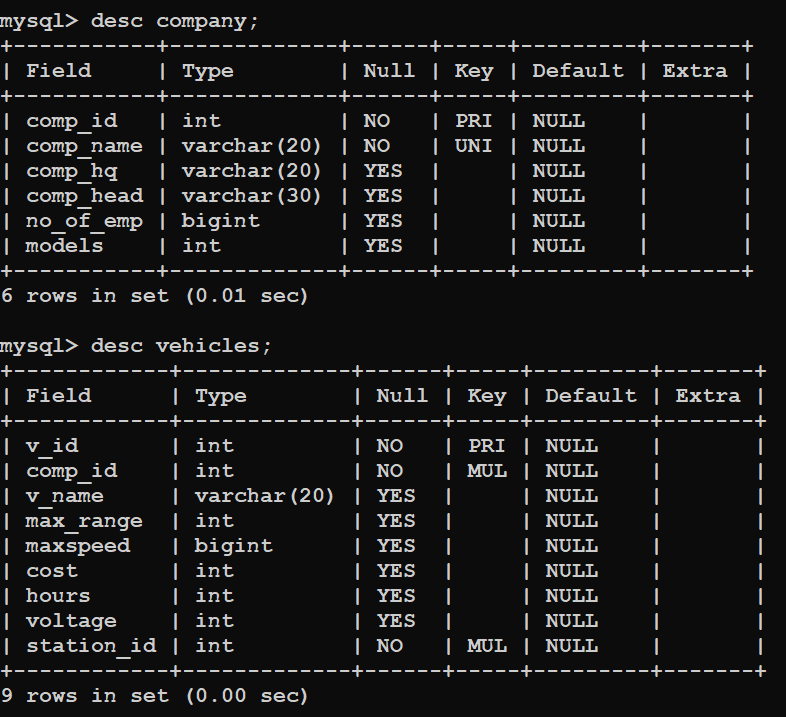 mysql> desc company;
+-----------+-------------+------+-----+---------+-------+
| Field     | Type        | Null | Key | Default | Extra |
+-----------+-------------+------+-----+---------+-------+
| comp_id   | int         | NO   | PRI | NULL    |       |
| comp_name | varchar(20) | NO   | UNI | NULL    |       |
| comp_hq   | varchar(20) | YES  |     | NULL    |       |
| comp_head | varchar(30) | YES  |     | NULL    |       |
| no_of_emp | bigint      | YES  |     | NULL    |       |
| models    | int         | YES  |     | NULL    |       |
+-----------+-------------+------+-----+---------+-------+
6 rows in set (0.01 sec)
mysql> desc vehicles;
+------------+-------------+------+-----+---------+-------+
| Field      | Type        | Null | Key | Default | Extra |
+------------+-------------+------+-----+---------+-------+
| v_id       | int         | NO   | PRI | NULL    |       |
| comp_id    | int         | NO   | MUL | NULL    |       |
| v_name     | varchar(20) | YES  |     | NULL    |       |
| max_range  | int         | YES  |     | NULL    |       |
| maxspeed   | bigint      | YES  |     | NULL    |       |
| cost       | int         | YES  |     | NULL    |       |
| hours      | int         | YES  |     | NULL    |       |
| voltage    | int         | YES  |     | NULL    |       |
| station_id | int         | NO   | MUL | NULL    |       |
+------------+-------------+------+-----+---------+-------+
9 rows in set (0.00 sec)